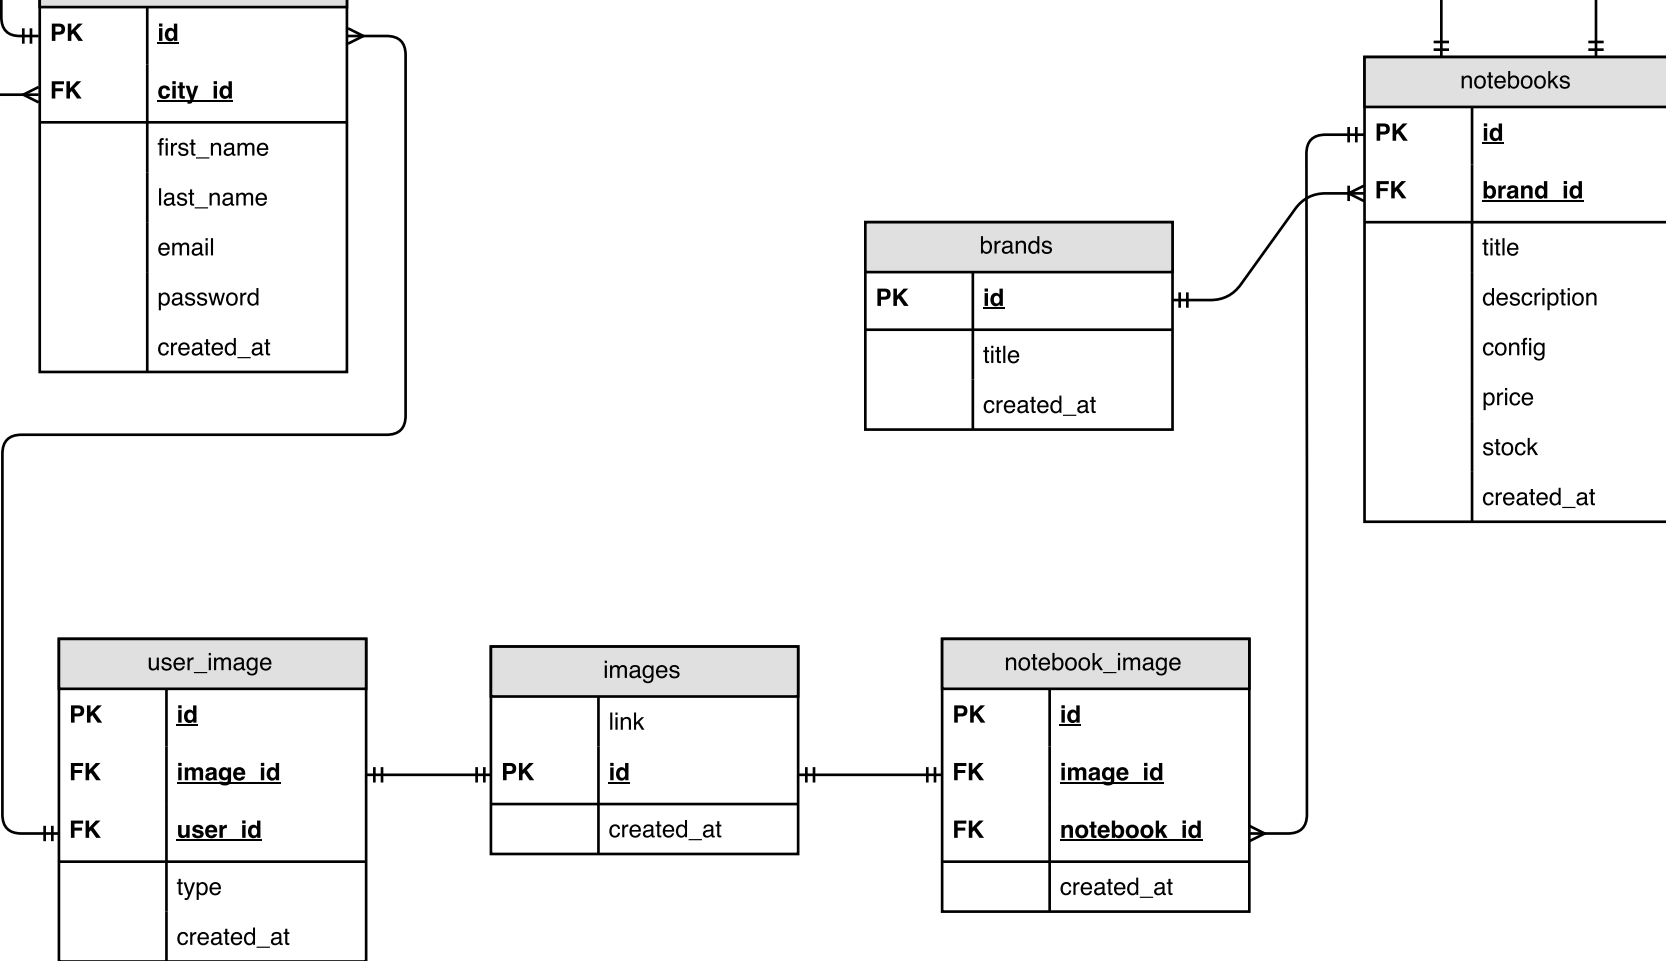 PK id
FK city_id
first_name
last_name
email
password
created_at
notebooks
PK id
FK brand_id
title
description
config
price
stock
created_at
brands
PK id
title
created_at
user_image
PK id
FK image_id
FK user_id
type
created_at
images
link
PK id
created_at
notebook_image
PK id
FK image_id
FK notebook_id
created_at